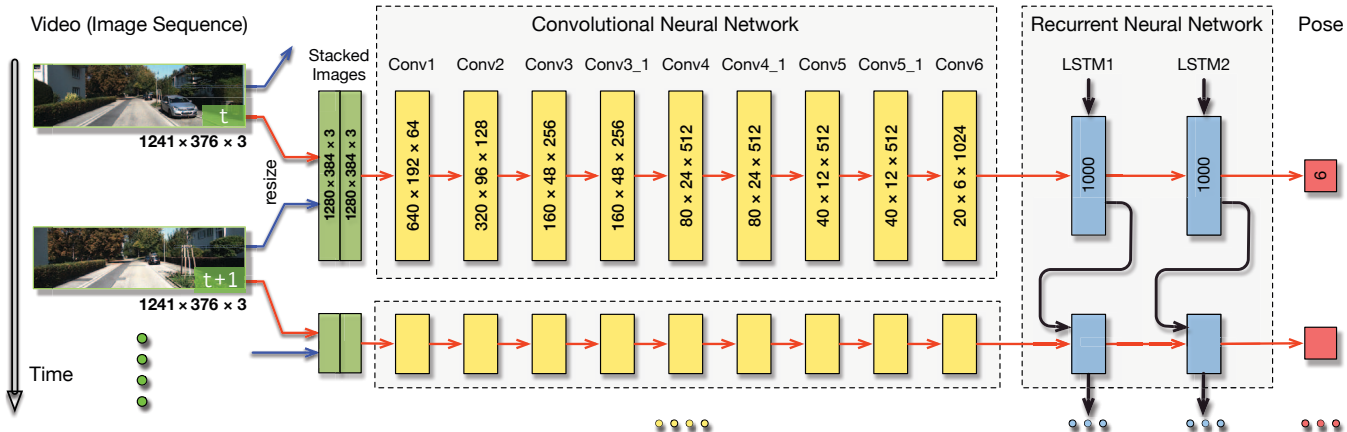 Video (Image Sequence)
Convolutional Neural Network
Recurrent Neural Network
Pose
Stacked
Images
Conv1
Conv2
Conv3
Conv3_1
Conv4
Conv4_1
Conv5
Conv5_1
Conv6
LSTM1
LSTM2
t
1241 × 376 × 3
resize
1280×384 × 3
1280×384 × 3
640 × 192 × 64
320 × 96 × 128
160 × 48 × 256
160 × 48 × 256
80 × 24 × 512
80 × 24 × 512
40 × 12 × 512
40 × 12 × 512
20 × 6 × 1024
1000
1000
6
t+1
1241 × 376 × 3
Time